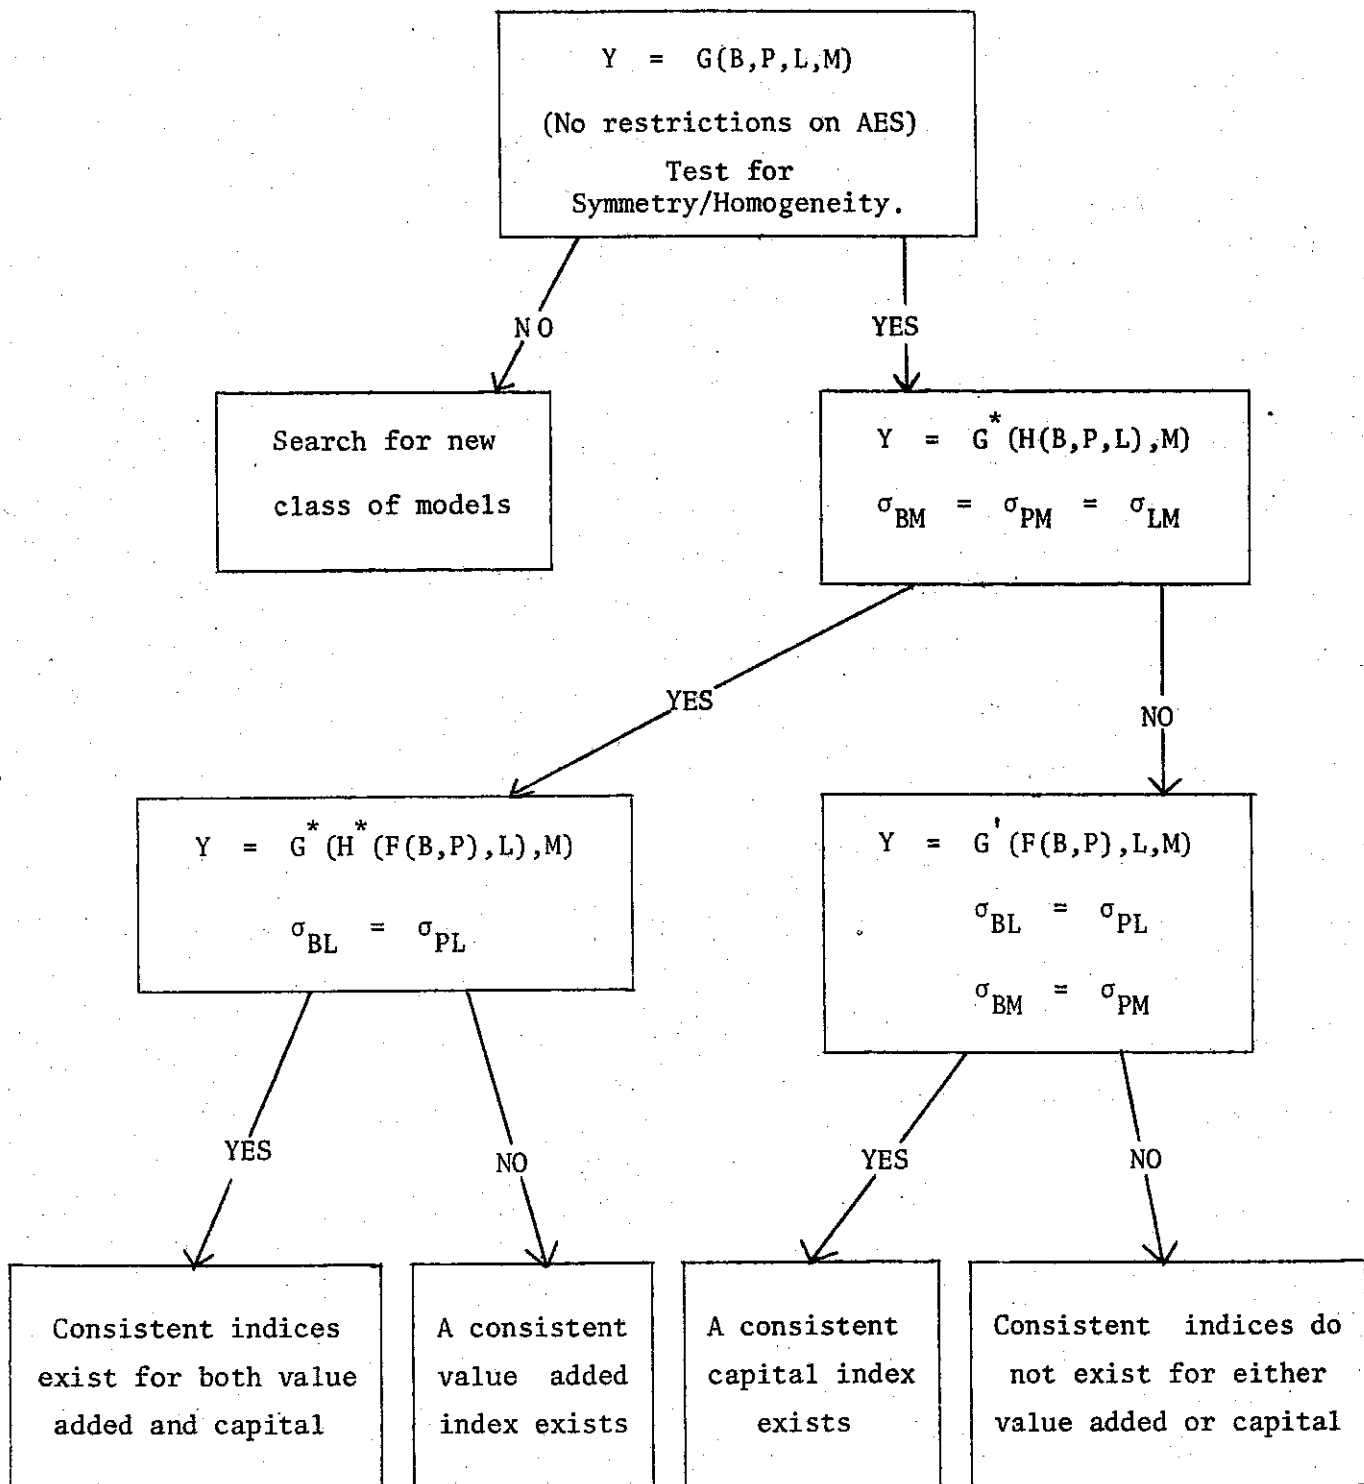 Y = G(B,P,L,M)
(No restrictions on AES)
Test for
Symmetry/Homogeneity.
NO
YES
Search for new
class of models
Y = G*(H(B,P,L),M)
σBM = σPM = σLM
YES
NO
Y = G*(H*(F(B,P),L),M)
σBL = σPL
Y = G'(F(B,P),L,M)
σBL = σPL
σBM = σPM
YES
NO
YES
NO
Consistent indices
exist for both value
added and capital
A consistent
value added
index exists
A consistent
capital index
exists
Consistent indices do
not exist for either
value added or capital